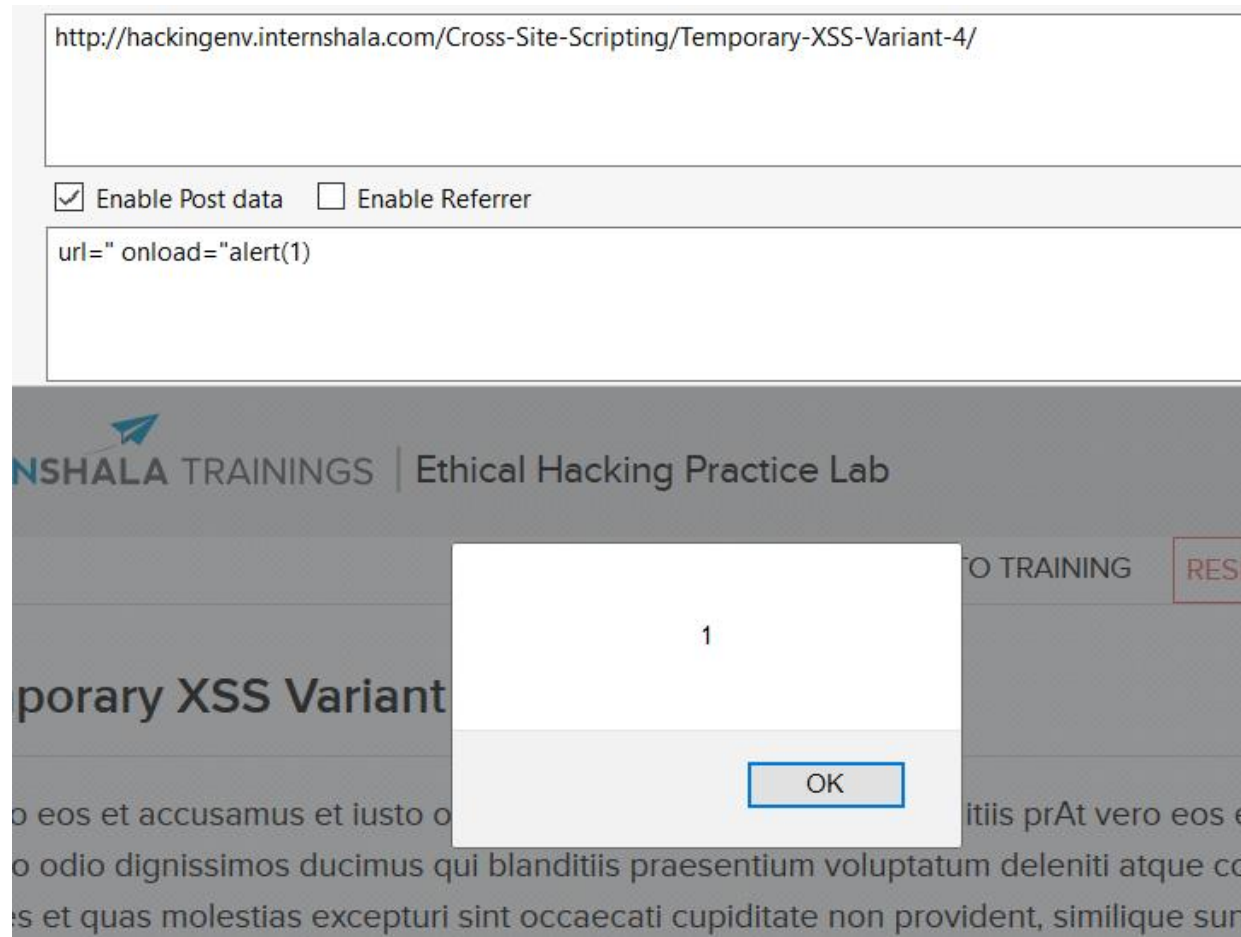 http://hackingenv.internshala.com/Cross-Site-Scripting/Temporary-XSS-Variant-4/
Enable Post data Enable Referrer
url=" onload="alert(1)
NSHALA TRAININGS | Ethical Hacking Practice Lab
TO TRAINING RES
1
OK
porary XSS Variant
o eos et accusamus et iusto o itiis prAt vero eos e
o odio dignissimos ducimus qui blanditiis praesentium voluptatum deleniti atque co
es et quas molestias excepturi sint occaecati cupiditate non provident, similique sun